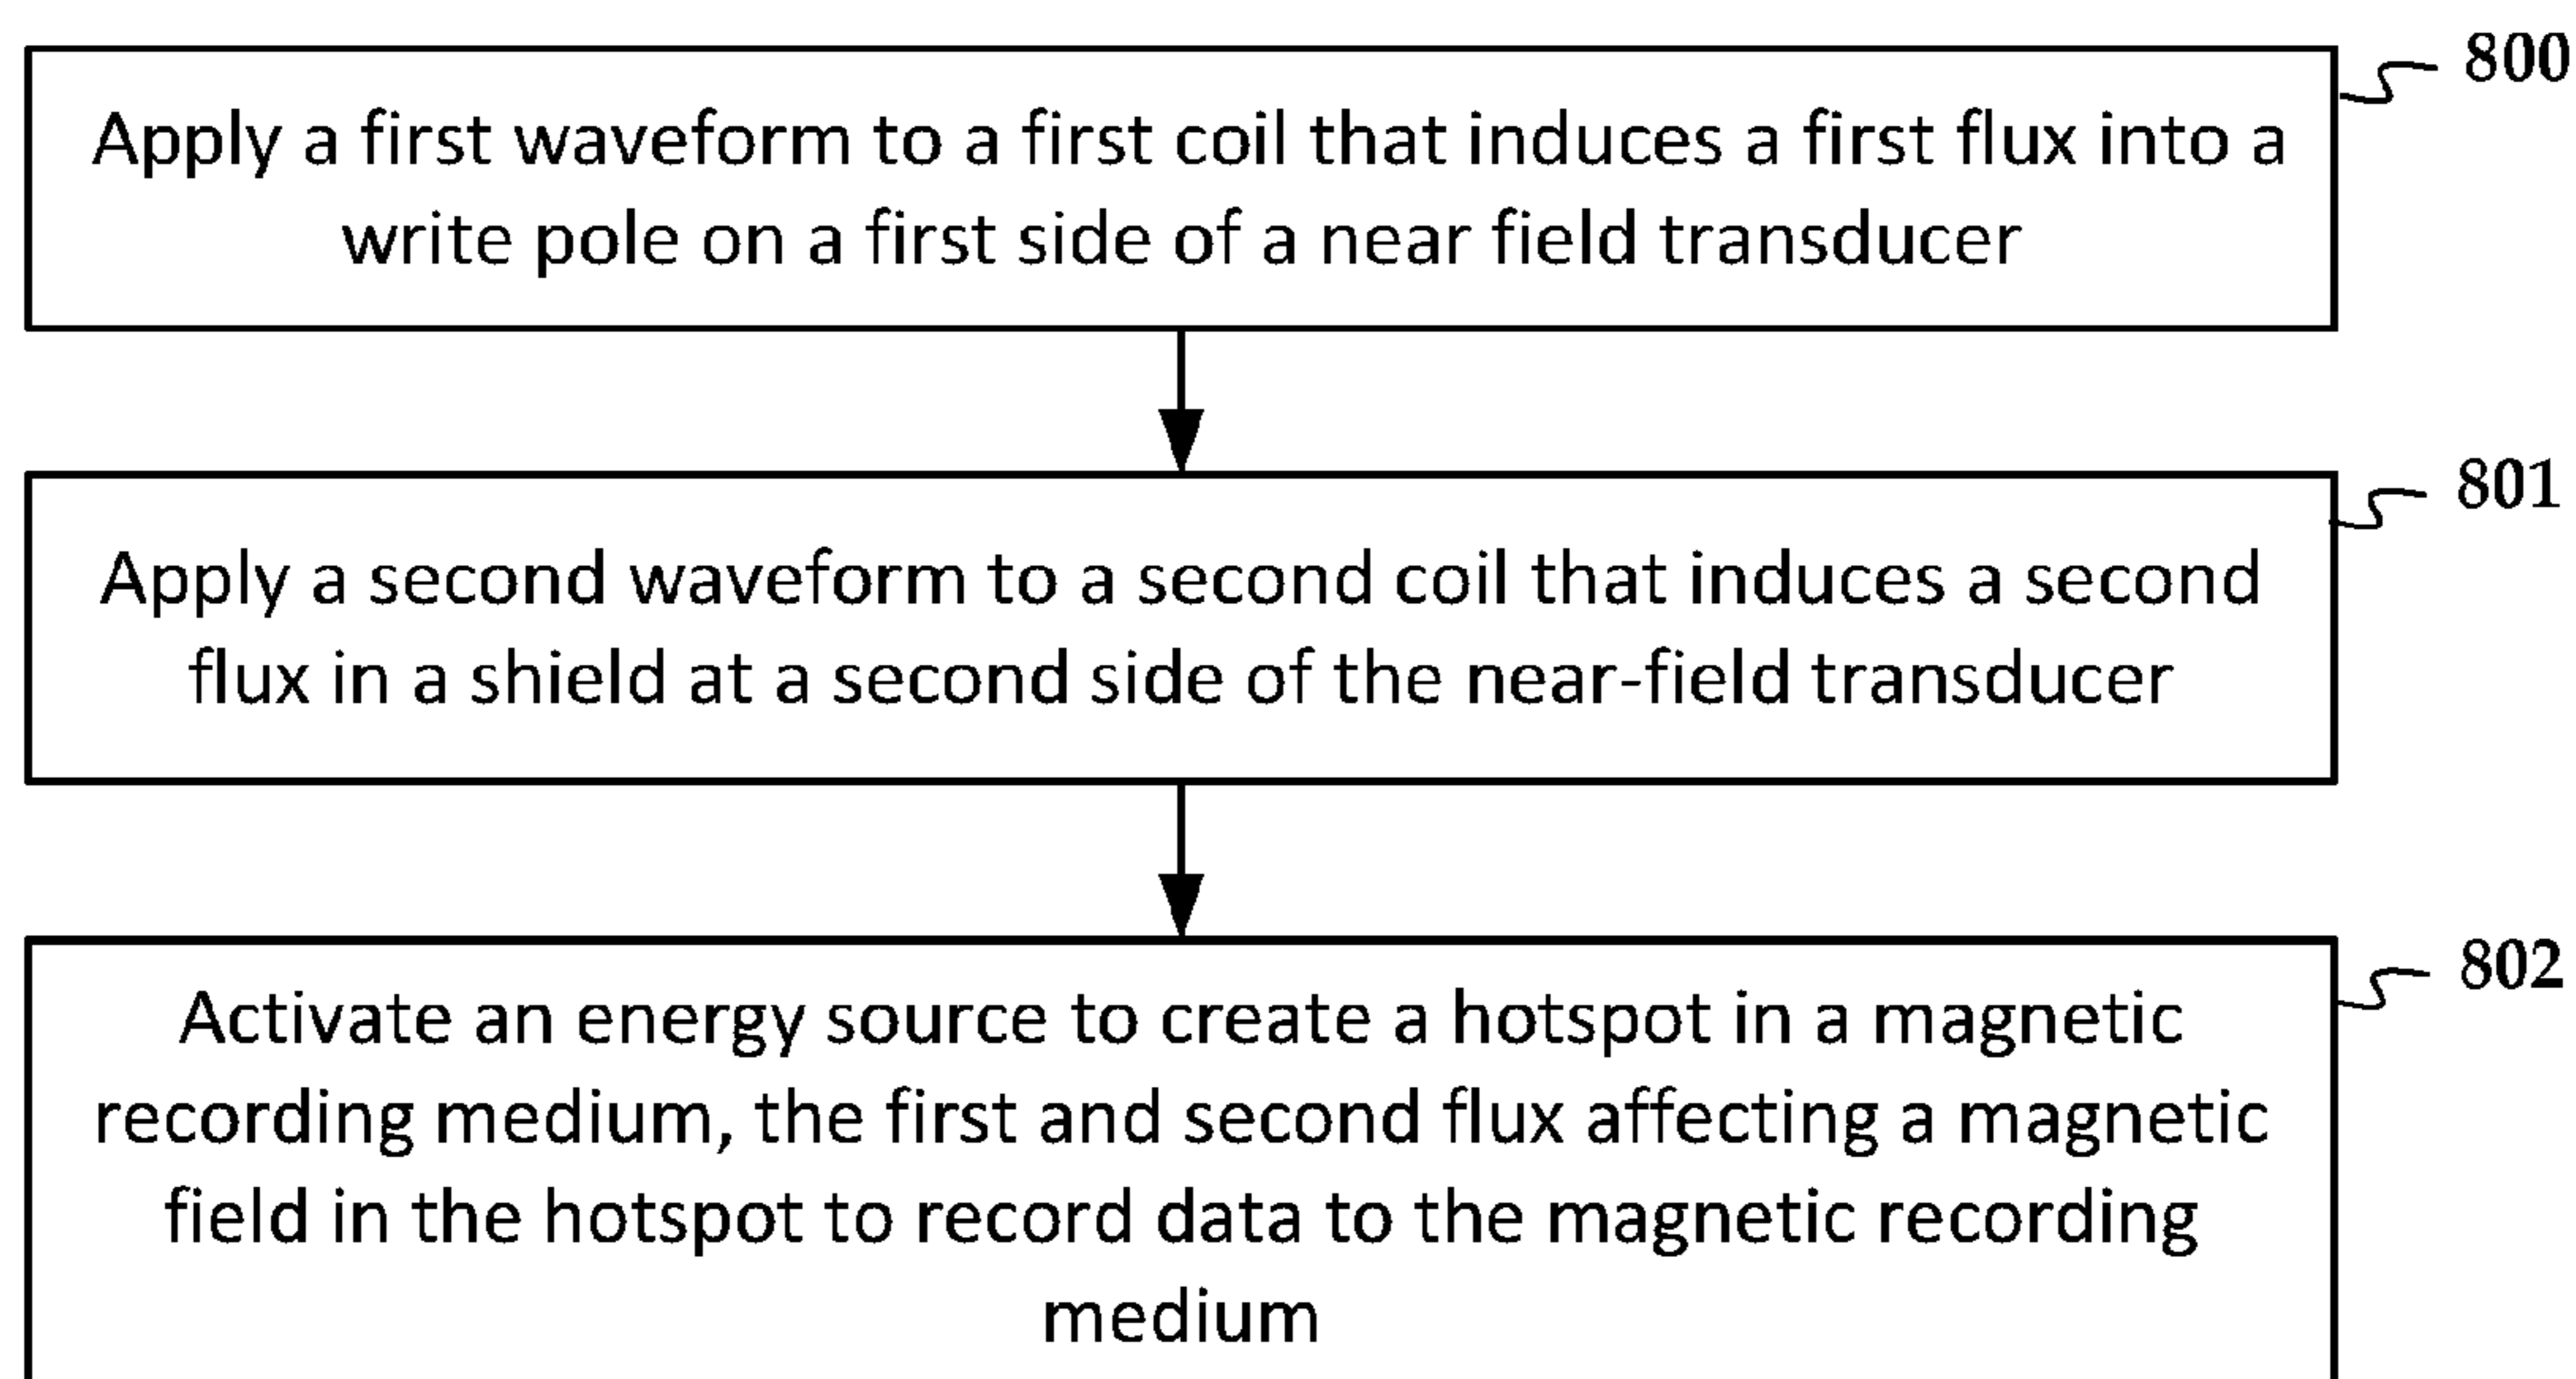 800
Apply a first waveform to a first coil that induces a first flux into a
write pole on a first side of a near field transducer
801
Apply a second waveform to a second coil that induces a second
flux in a shield at a second side of the near-field transducer
802
Activate an energy source to create a hotspot in a magnetic
recording medium, the first and second flux affecting a magnetic
field in the hotspot to record data to the magnetic recording
medium